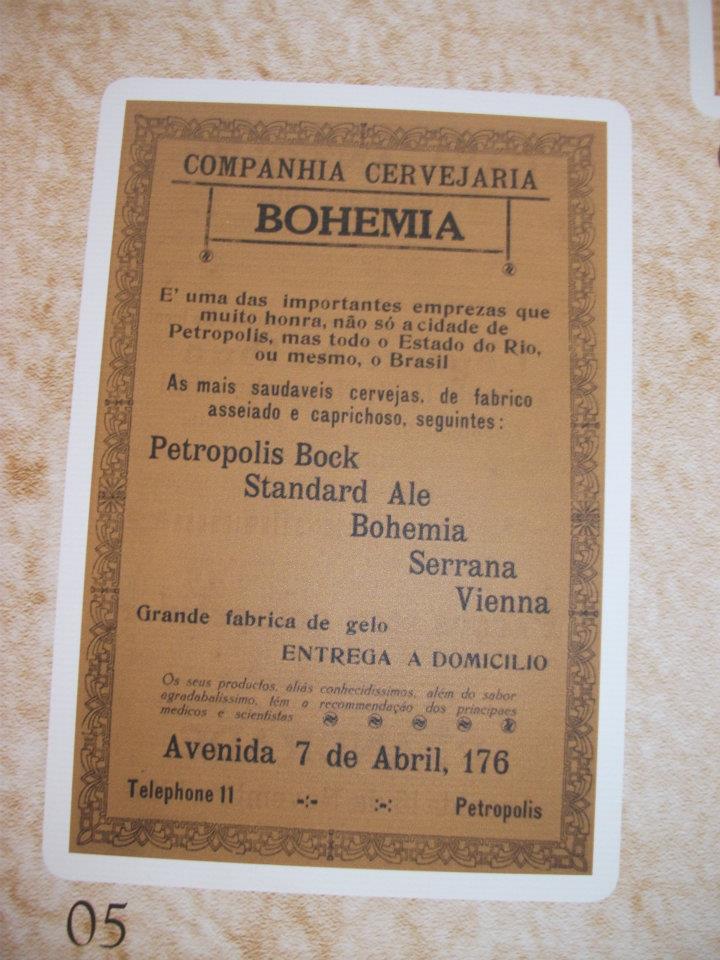 COMPANHIA CERVEJARIA
BOHEMIA
E' uma das importantes emprezas que
muito honra, não só a cidade de
Petropolis, mas todo o Estado do Rio,
ou mesmo, o Brasil
As mais saudaveis cervejas, de fabrico
asseiado e caprichoso, seguintes:
Petropolis Bock
Standard Ale
Bohemia
Serrana
Vienna
Grande fabrica de gelo
ENTREGA A DOMICILIO
Os seus productos, aliás conhecidissimos, além do sabor
agradabalissimo, têm a recommendação dos principaes
medicos e scientistas
Avenida 7 de Abril, 176
Telephone 11 -:- :-: Petropolis
05